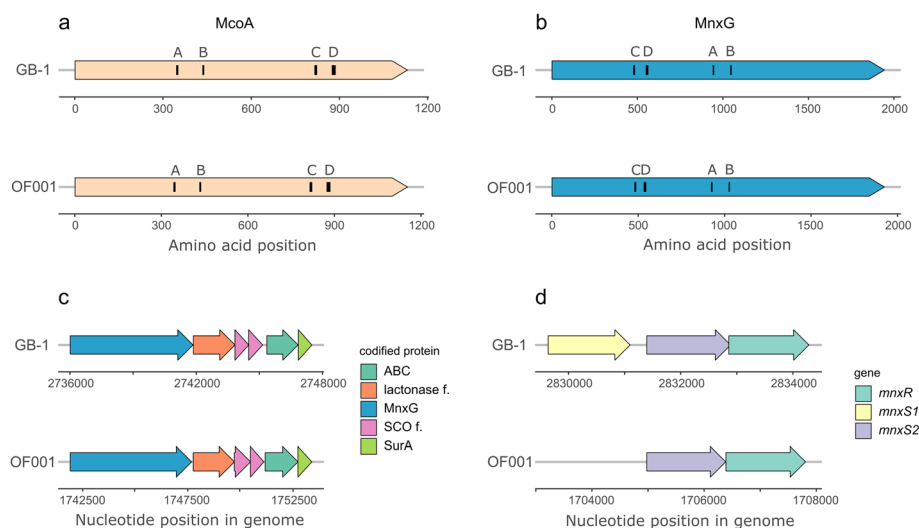 a McoA
A B C D
GB-1
0 300 600 900 1200
A B C D
OF001
0 300 600 900 1200
Amino acid position
b MnxG
C D A B
GB-1
0 500 1000 1500 2000
C D A B
OF001
0 500 1000 1500 2000
Amino acid position
c
GB-1
2736000 2742000 2748000
OF001
1742500 1747500 1752500
Nucleotide position in genome
codified protein
ABC
lactonase f.
MnxG
SCO f.
SurA
d
GB-1
2830000 2832000 2834000
OF001
1704000 1706000 1708000
Nucleotide position in genome
gene
mnxR
mnxS1
mnxS2